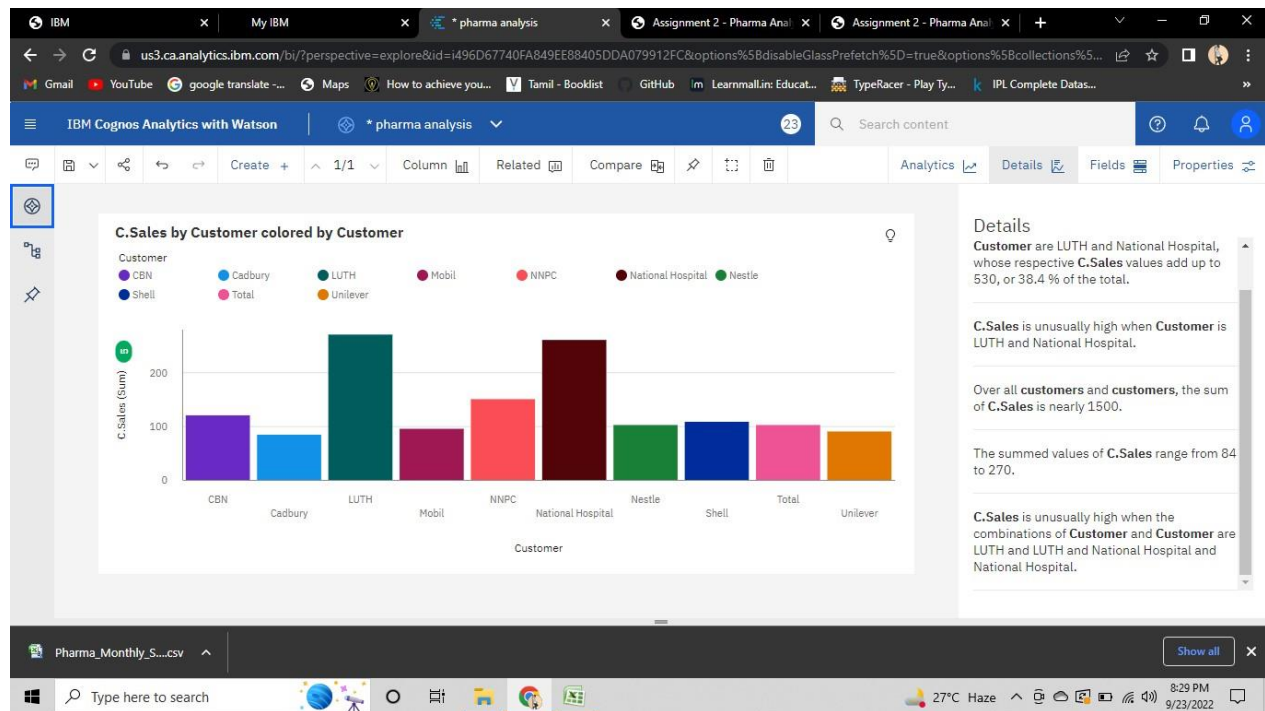 IBM
My IBM
* pharma analysis
Assignment 2 - Pharma Anal
Assignment 2 - Pharma Anal
us3.ca.analytics.ibm.com/bi/?perspective=explore&id=i496D67740FA849EE88405DDA079912FC&options%5BdisableGlassPrefetch%5D=true&options%5Bcollections%5...
Gmail YouTube google translate -... Maps How to achieve you... Tamil - Booklist GitHub Learnmall.in: Educat... TypeRacer - Play Ty... IPL Complete Datas... »
IBM Cognos Analytics with Watson * pharma analysis 23 Search content
Create + 1/1 Column Related Compare Analytics Details Fields Properties
C.Sales by Customer colored by Customer
Customer
CBN Cadbury LUTH Mobil NNPC National Hospital Nestle
Shell Total Unilever
C.Sales (Sum)
200
100
0
CBN LUTH NNPC Nestle Total
Cadbury Mobil National Hospital Shell Unilever
Customer
Details
Customer are LUTH and National Hospital,
whose respective C.Sales values add up to
530, or 38.4 % of the total.
C.Sales is unusually high when Customer is
LUTH and National Hospital.
Over all customers and customers, the sum
of C.Sales is nearly 1500.
The summed values of C.Sales range from 84
to 270.
C.Sales is unusually high when the
combinations of Customer and Customer are
LUTH and LUTH and National Hospital and
National Hospital.
Pharma_Monthly_S....csv
Show all
Type here to search
27°C Haze
8:29 PM
9/23/2022